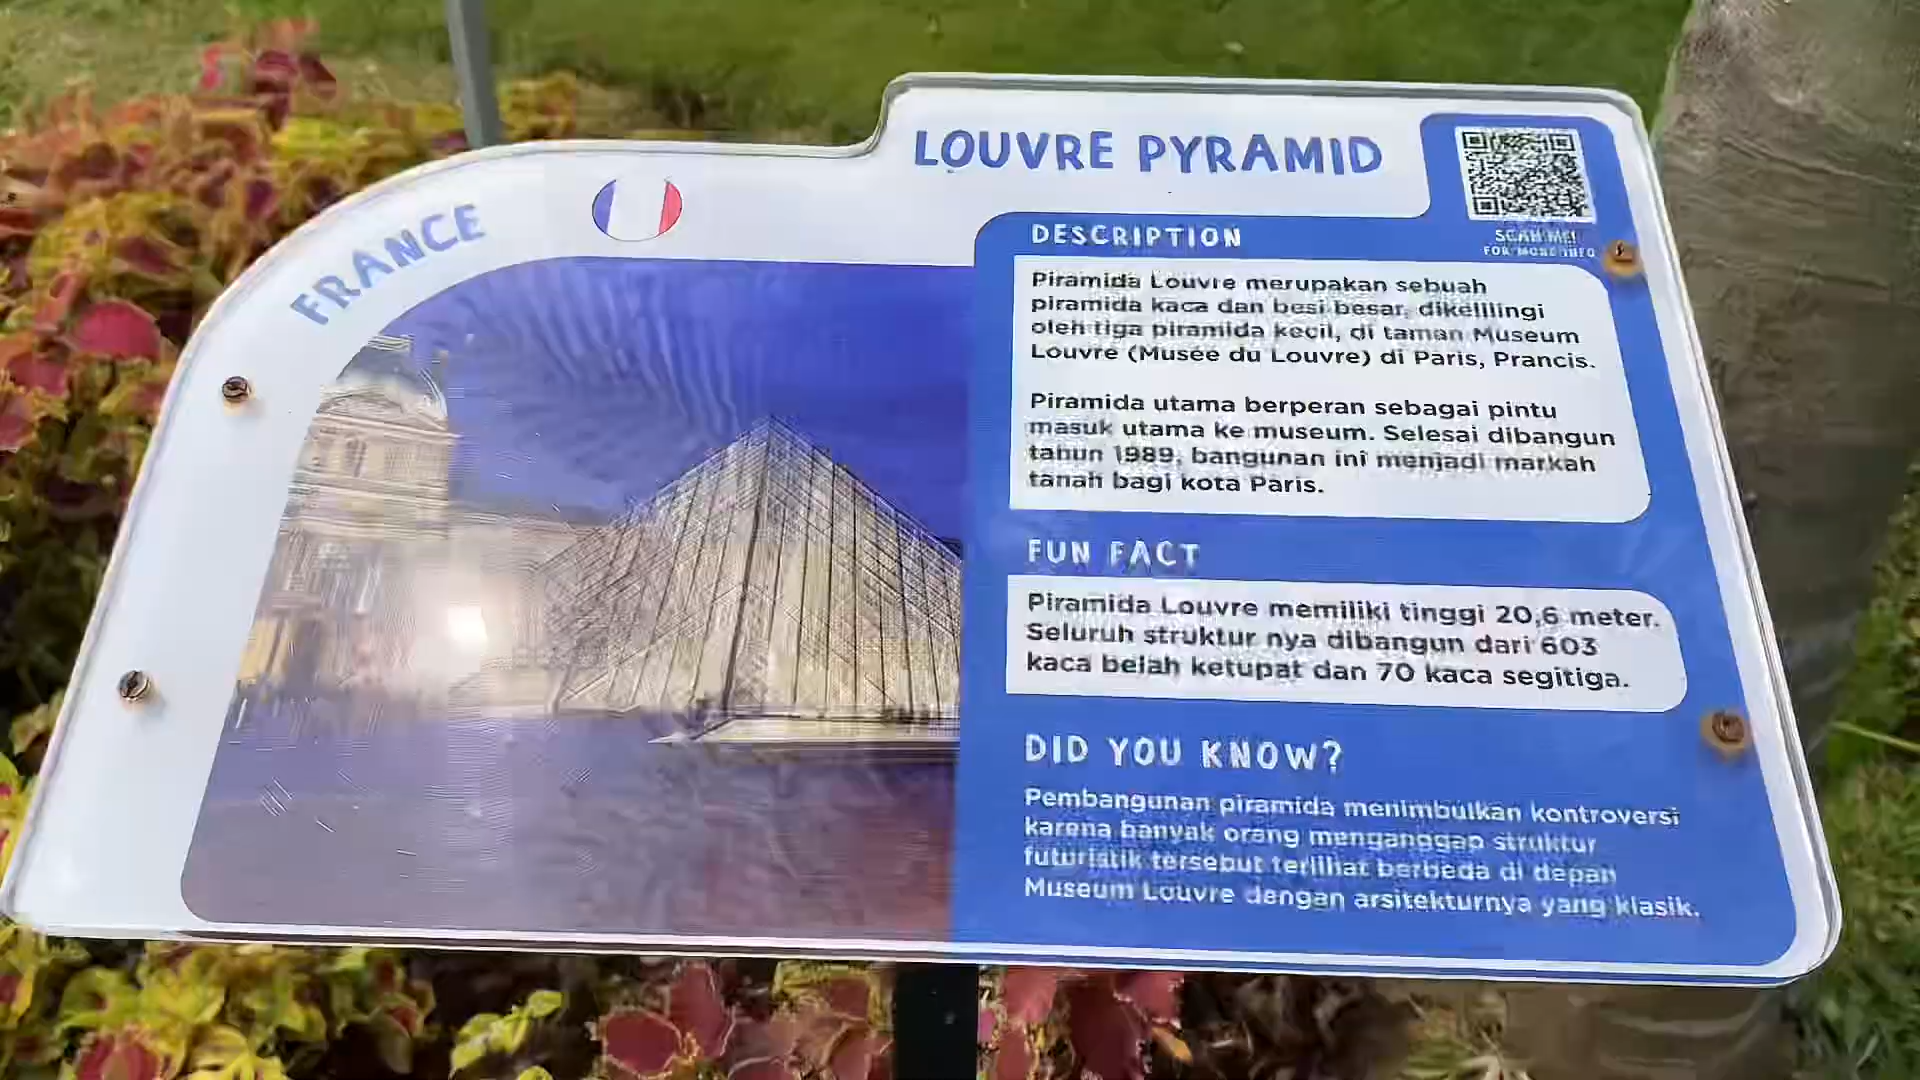 LOUVRE PYRAMID
FRANCE
SCAN ME!
FOR MORE INFO
DESCRIPTION
Piramida Louvre merupakan sebuah
piramida kaca dan besi besar, dikelilingi
oleh tiga piramida kecil, di taman Museum
Louvre (Musée du Louvre) di Paris, Prancis.
Piramida utama berperan sebagai pintu
masuk utama ke museum. Selesai dibangun
tahun 1989, bangunan ini menjadi markah
tanah bagi kota Paris.
FUN FACT
Piramida Louvre memiliki tinggi 20,6 meter.
Seluruh struktur nya dibangun dari 603
kaca belah ketupat dan 70 kaca segitiga.
DID YOU KNOW?
Pembangunan piramida menimbulkan kontroversi
karena banyak orang menganggap struktur
futuristik tersebut terlihat berbeda di depan
Museum Louvre dengan arsitekturnya yang klasik.